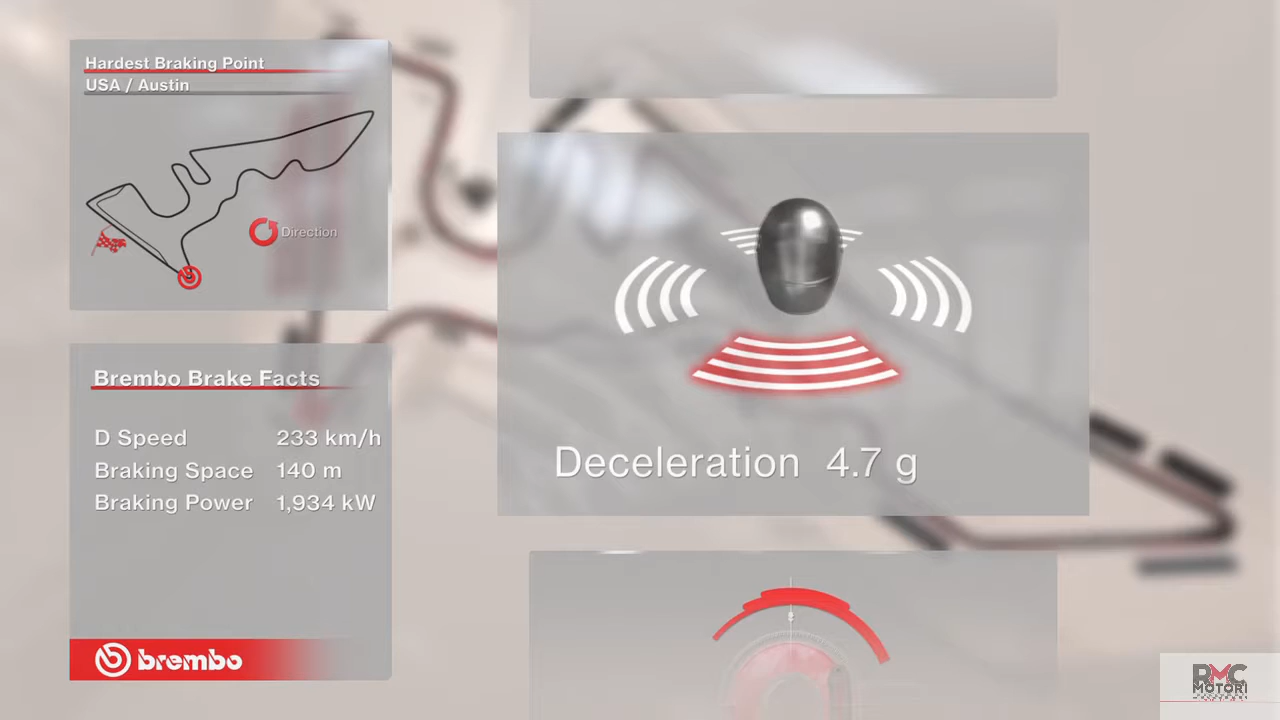 Hardest Braking Point
USA / Austin
Direction
Brembo Brake Facts
D Speed 233 km/h
Braking Space 140 m
Braking Power 1,934 kW
brembo
Deceleration 4.7 g
RMC
MOTORI